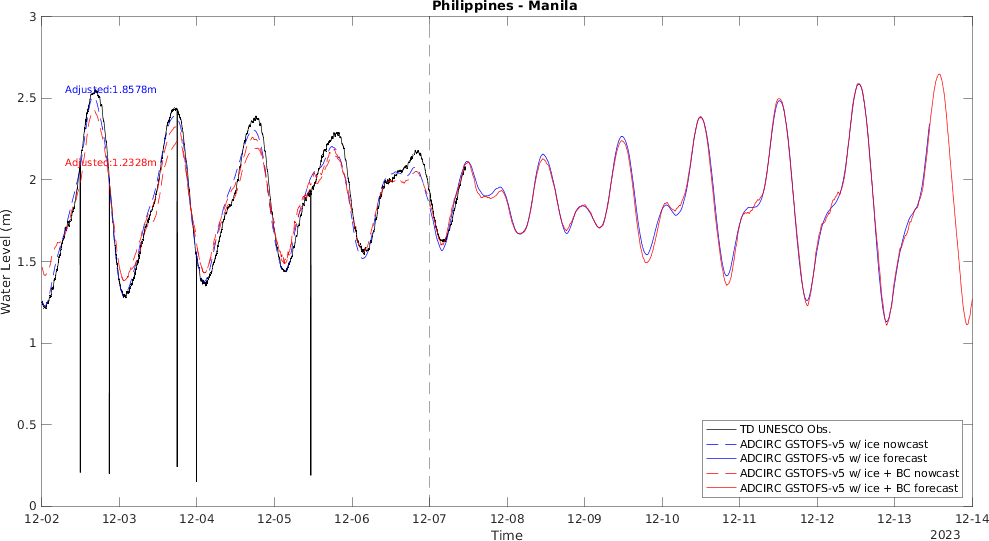 Philippines - Manila
Water Level (m)
3
2.5
2
1.5
1
0.5
0
Adjusted:1.8578m
Adjusted:1.2328m
TD UNESCO Obs.
ADCIRC GSTOFS-v5 w/ ice nowcast
ADCIRC GSTOFS-v5 w/ ice forecast
ADCIRC GSTOFS-v5 w/ ice + BC nowcast
ADCIRC GSTOFS-v5 w/ ice + BC forecast
12-02 12-03 12-04 12-05 12-06 12-07 12-08 12-09 12-10 12-11 12-12 12-13 12-14
Time
2023